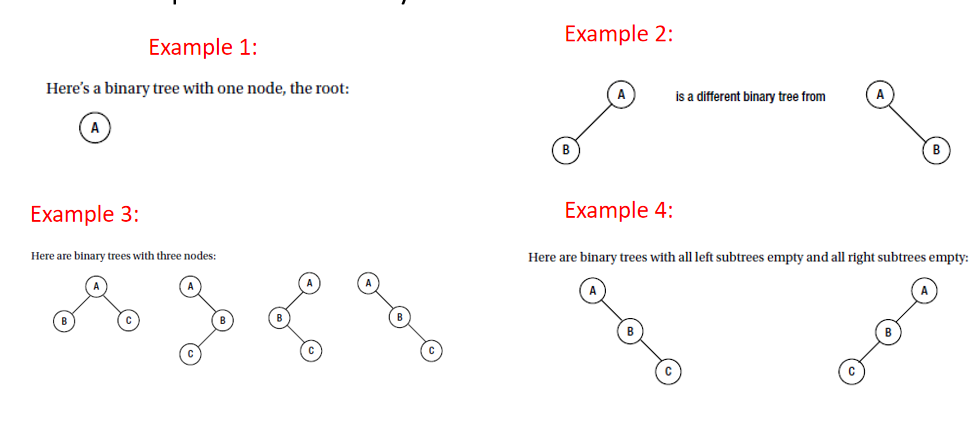 Example 1:
Here's a binary tree with one node, the root:
A
Example 2:
A
is a different binary tree from
A
B
B
Example 3:
Here are binary trees with three nodes:
A
B
C
A
B
C
A
B
C
A
B
C
Example 4:
Here are binary trees with all left subtrees empty and all right subtrees empty:
A
B
C
A
B
C